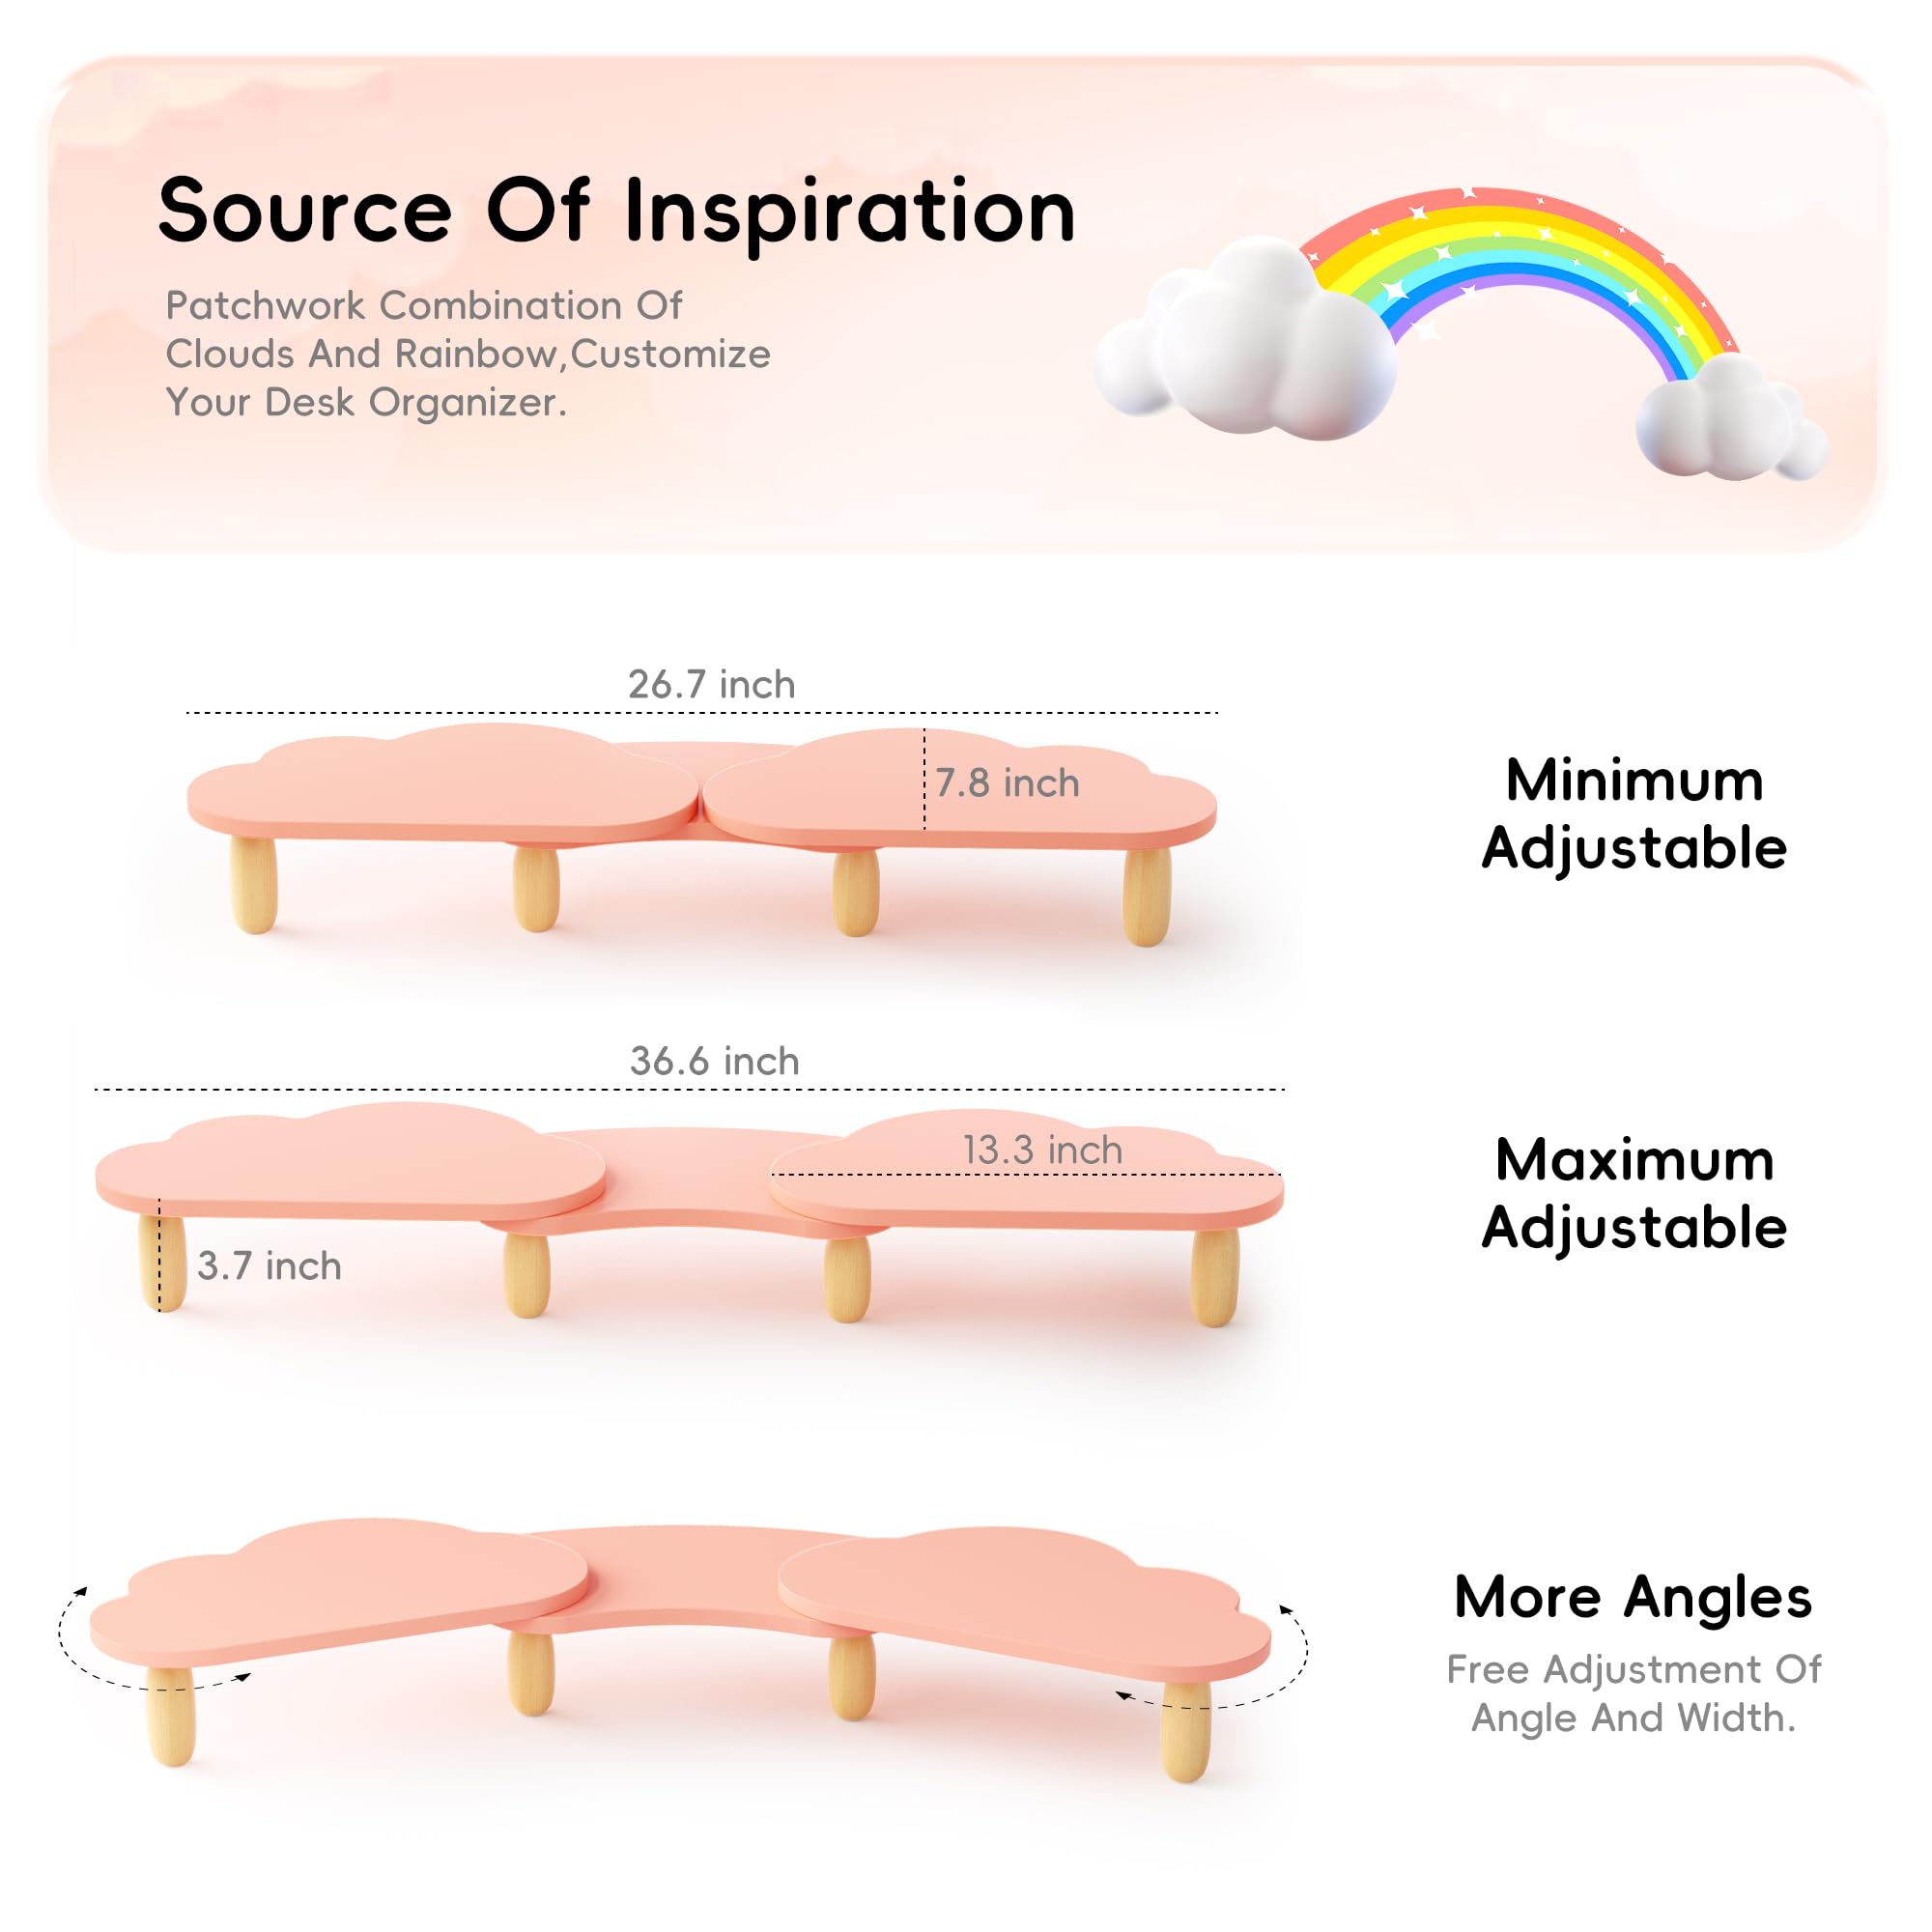 Source Of Inspiration
Patchwork Combination Of
Clouds And Rainbow,Customize
Your Desk Organizer.
26.7 inch
7.8 inch
Minimum
Adjustable
36.6 inch
13.3 inch
3.7 inch
Maximum
Adjustable
More Angles
Free Adjustment Of
Angle And Width.